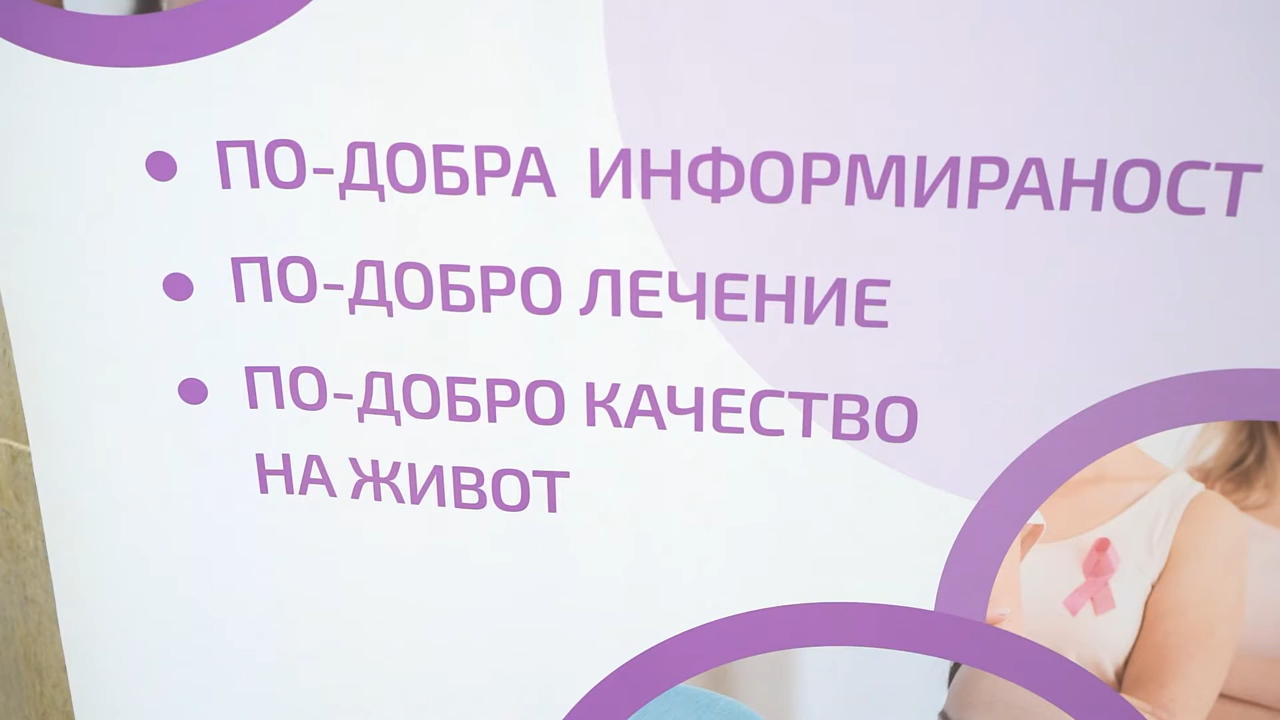 • ПО-ДОБРА ИНФОРМИРАНОСТ
• ПО-ДОБРО ЛЕЧЕНИЕ
• ПО-ДОБРО КАЧЕСТВО
НА ЖИВОТ